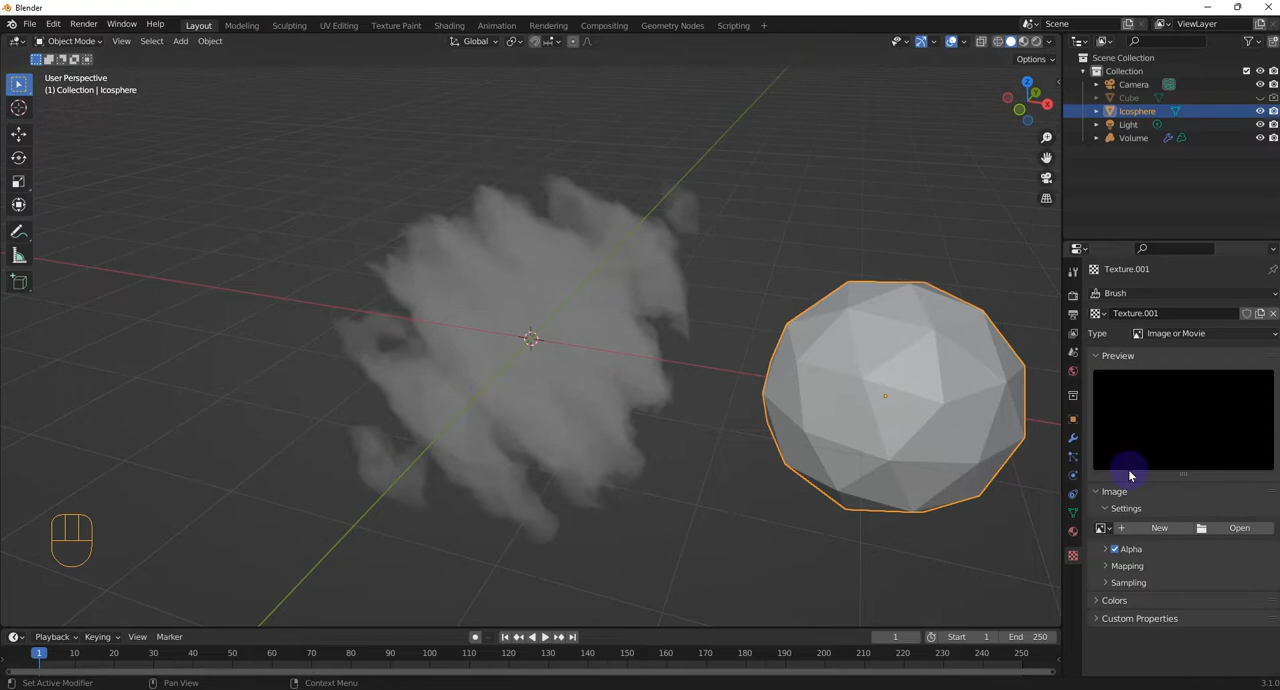 Blender
File Edit Render Window Help Layout Modeling Sculpting UV Editing Texture Paint Shading Animation Rendering Compositing Geometry Nodes Scripting + Scene ViewLayer
Object Mode View Select Add Object Global
Options
User Perspective
(1) Collection | Icosphere
Z
Y
X
Scene Collection
Collection
Camera
Cube
Icosphere
Light
Volume
Texture.001
Brush
Texture.001
Type Image or Movie
Preview
Image
Settings
New Open
Alpha
Mapping
Sampling
Colors
Custom Properties
Playback Keying View Marker 1 Start 1 End 250
1 10 20 30 40 50 60 70 80 90 100 110 120 130 140 150 160 170 180 190 200 210 220 230 240 250
Set Active Modifier Pan View Context Menu 3.1.0